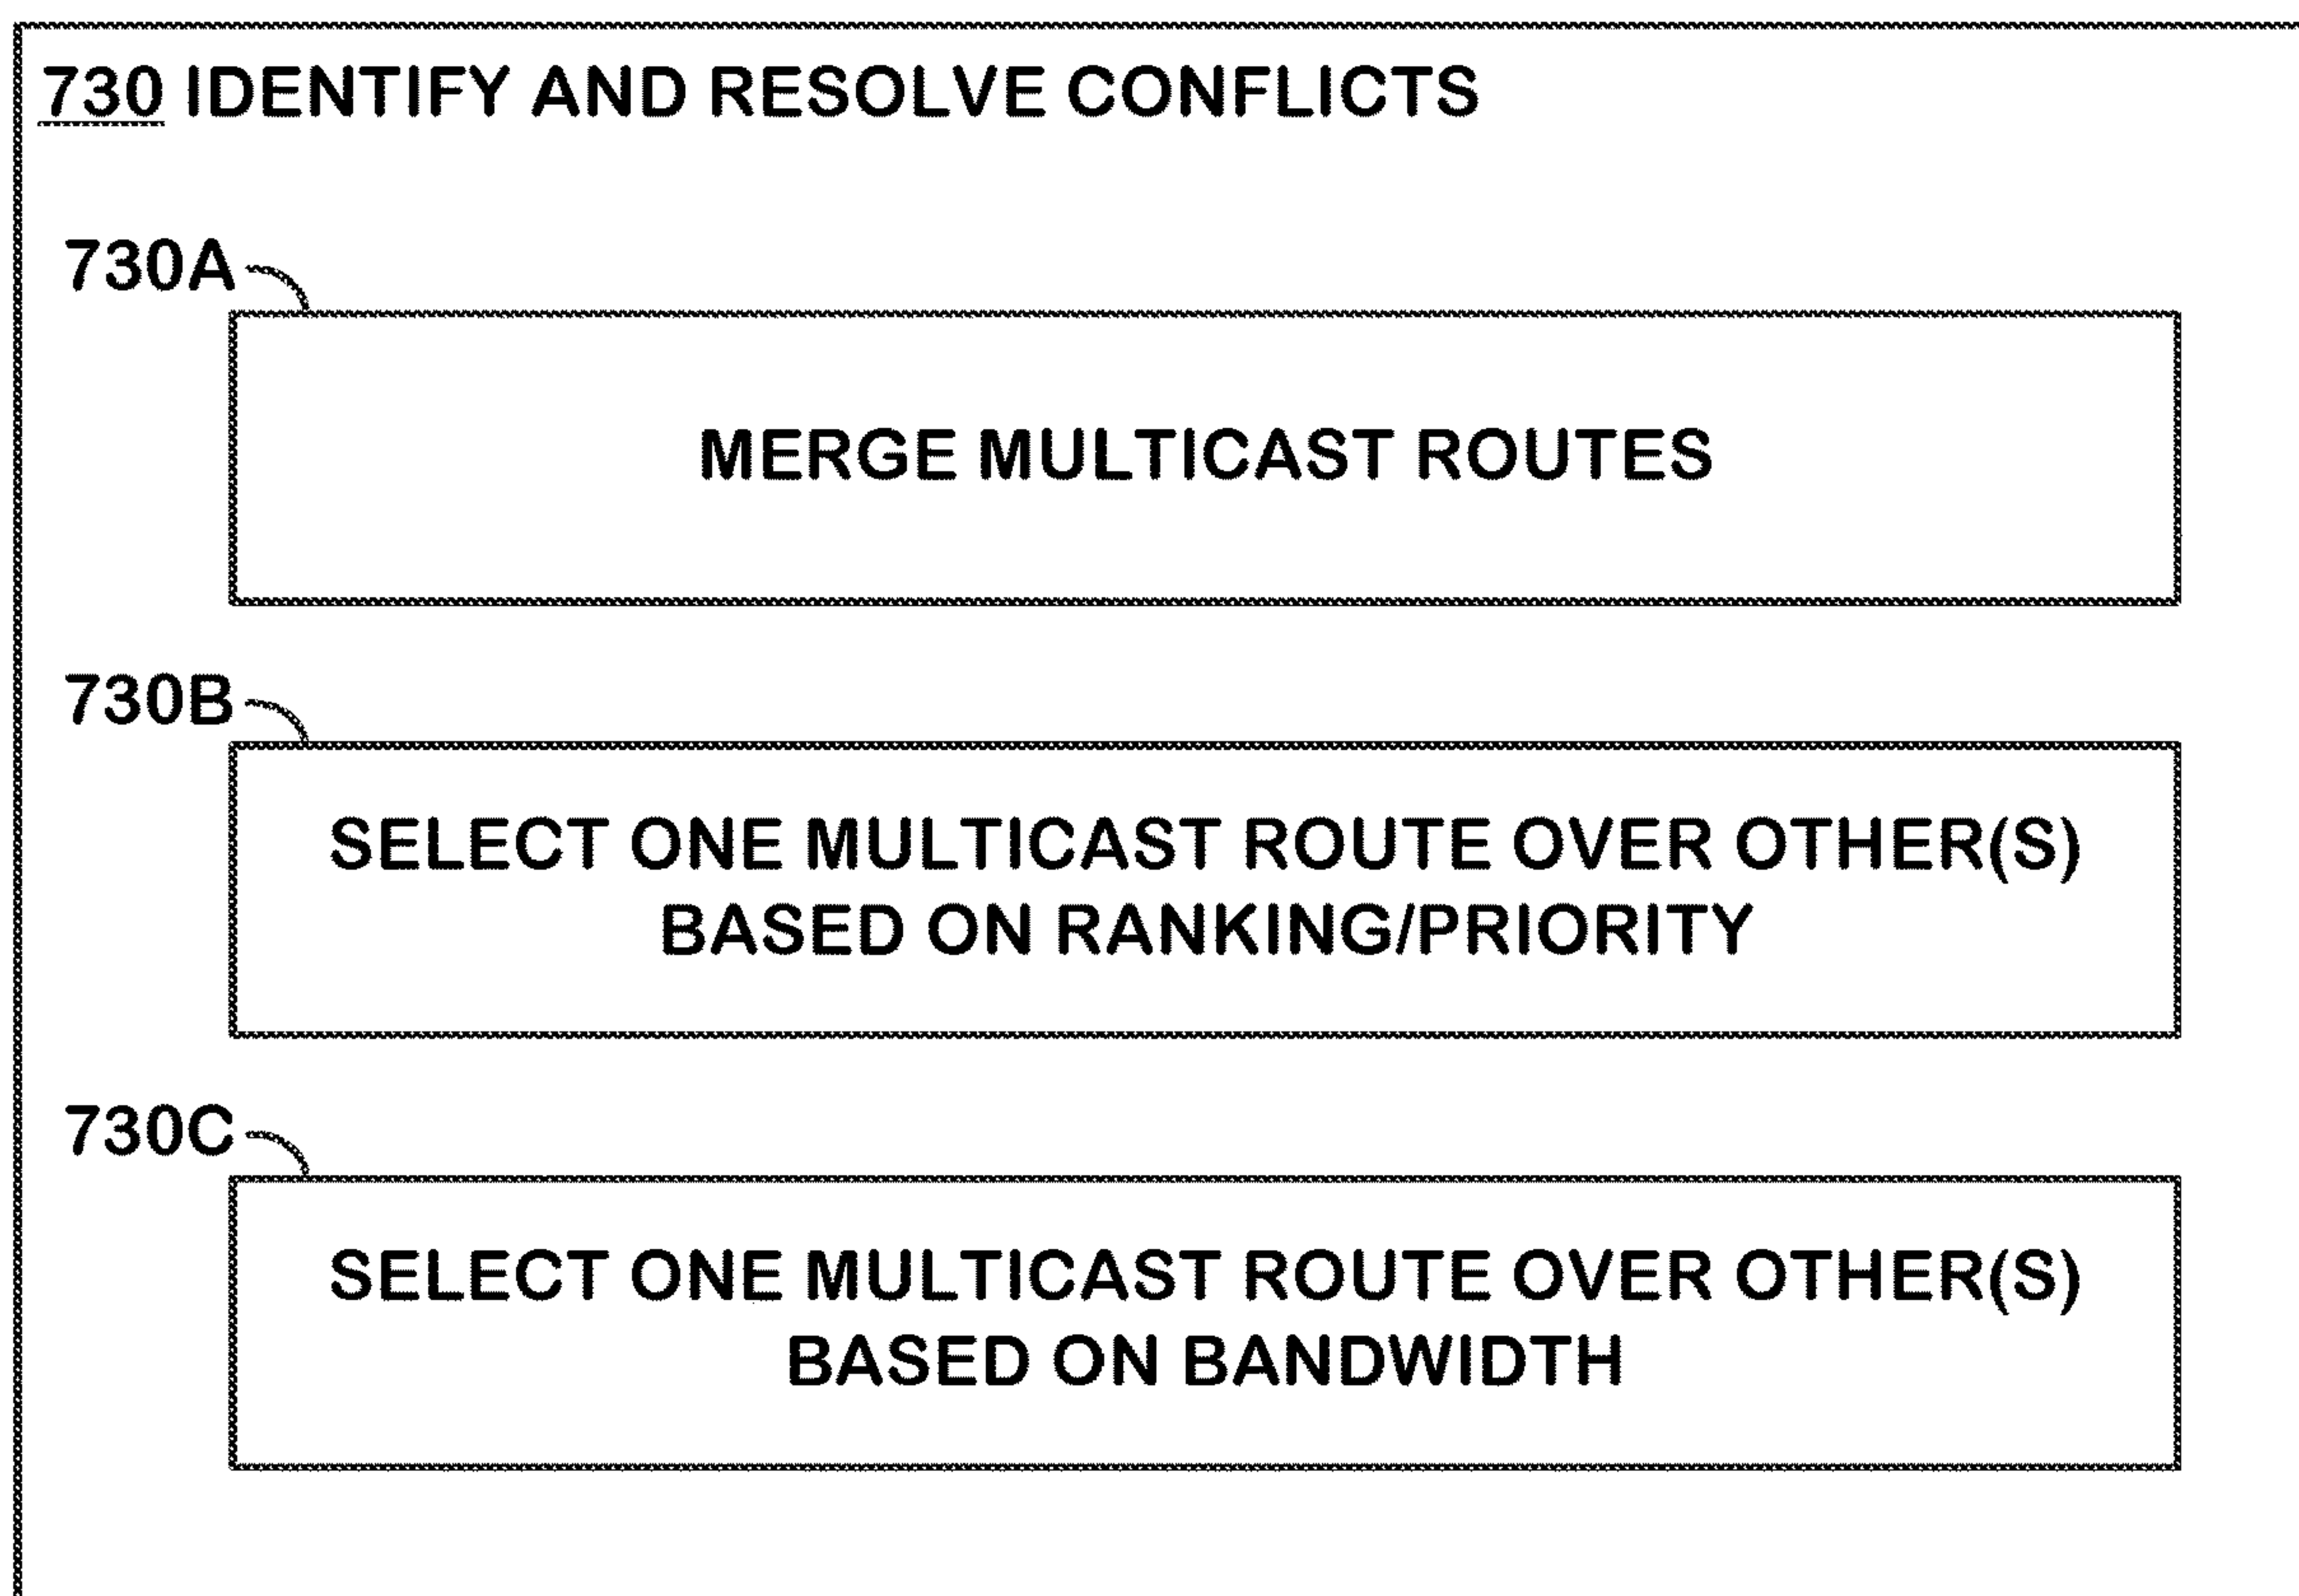 730 IDENTIFY AND RESOLVE CONFLICTS
730A
MERGE MULTICAST ROUTES
730B
SELECT ONE MULTICAST ROUTE OVER OTHER(S)
BASED ON RANKING/PRIORITY
730C
SELECT ONE MULTICAST ROUTE OVER OTHER(S)
BASED ON BANDWIDTH